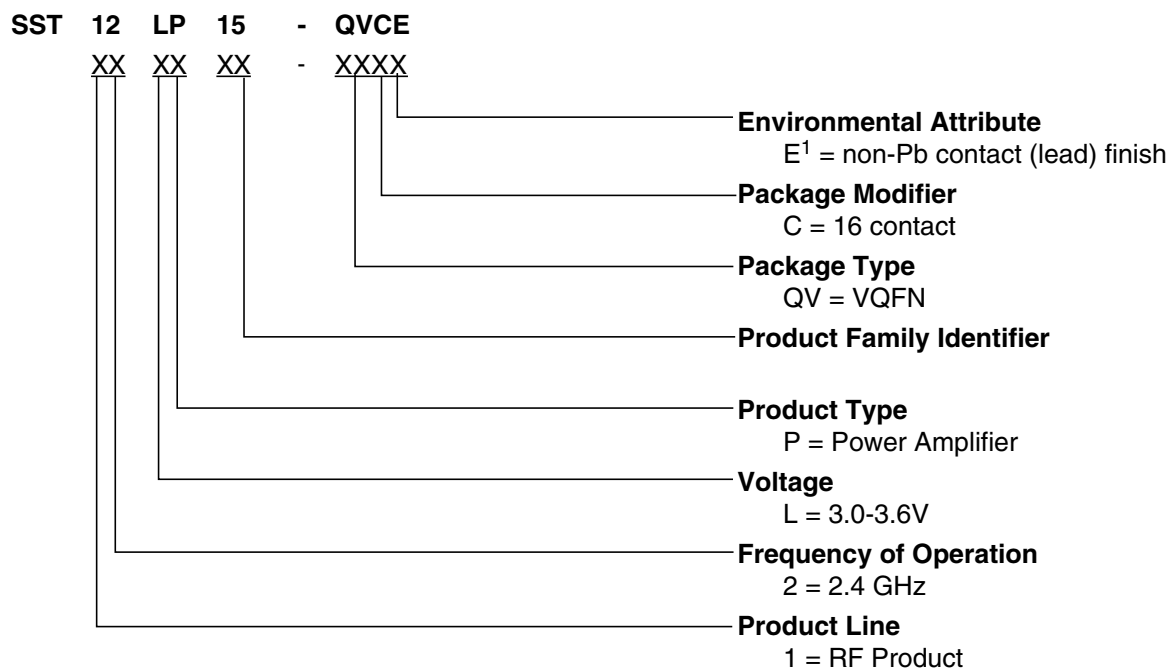 SST 12 LP 15 - QVCE
XX XX XX - XXXX
Environmental Attribute
E¹ = non-Pb contact (lead) finish
Package Modifier
C = 16 contact
Package Type
QV = VQFN
Product Family Identifier
Product Type
P = Power Amplifier
Voltage
L = 3.0-3.6V
Frequency of Operation
2 = 2.4 GHz
Product Line
1 = RF Product